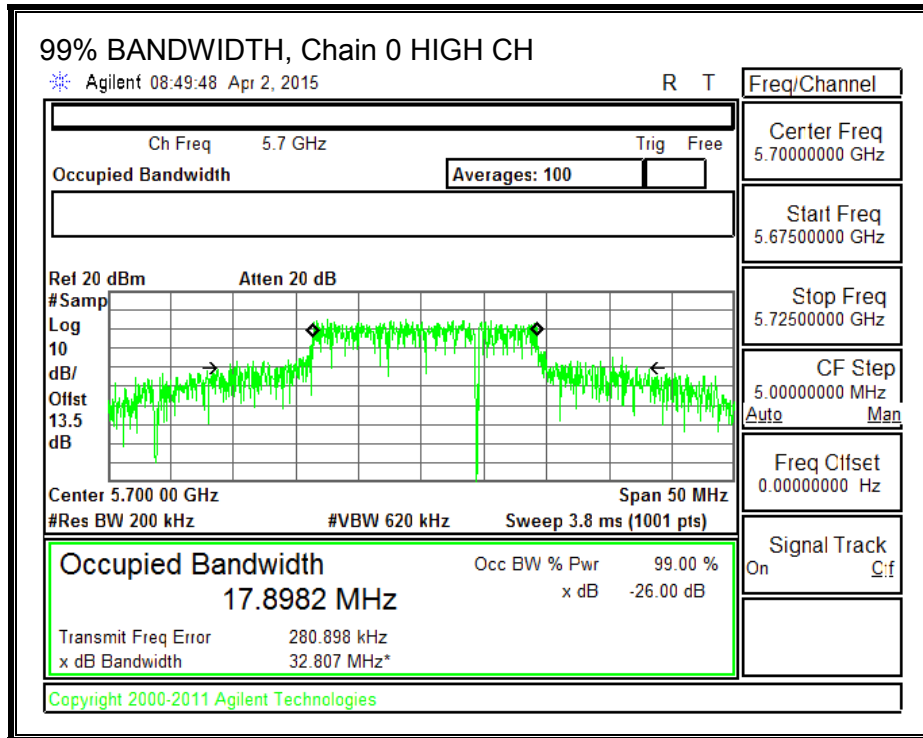 99% BANDWIDTH, Chain 0 HIGH CH
Agilent 08:49:48 Apr 2, 2015 R T
Freq/Channel
Ch Freq 5.7 GHz Trig Free
Occupied Bandwidth Averages: 100
Center Freq
5.70000000 GHz
Start Freq
5.67500000 GHz
Stop Freq
5.72500000 GHz
CF Step
5.00000000 MHz
Auto Man
Freq Offset
0.00000000 Hz
Signal Track
On Off
Ref 20 dBm Atten 20 dB
#Samp
Log
10
dB/
Offst
13.5
dB
Center 5.700 00 GHz Span 50 MHz
#Res BW 200 kHz #VBW 620 kHz Sweep 3.8 ms (1001 pts)
Occupied Bandwidth Occ BW % Pwr 99.00 %
17.8982 MHz x dB -26.00 dB
Transmit Freq Error 280.898 kHz
x dB Bandwidth 32.807 MHz*
Copyright 2000-2011 Agilent Technologies